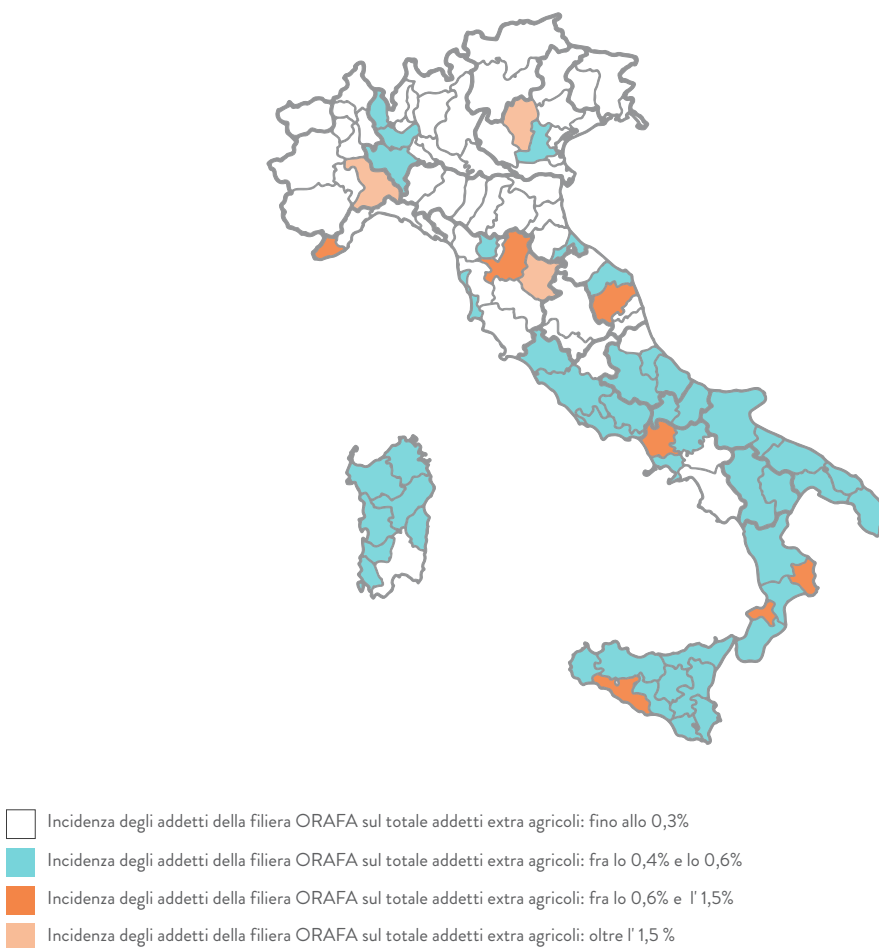 Incidenza degli addetti della filiera ORAFA sul totale addetti extra agricoli: fino allo 0,3%
Incidenza degli addetti della filiera ORAFA sul totale addetti extra agricoli: fra lo 0,4% e lo 0,6%
Incidenza degli addetti della filiera ORAFA sul totale addetti extra agricoli: fra lo 0,6% e l' 1,5%
Incidenza degli addetti della filiera ORAFA sul totale addetti extra agricoli: oltre l' 1,5 %